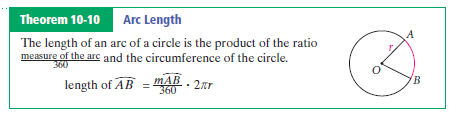 Theorem 10-10 Arc Length
The length of an arc of a circle is the product of the ratio
measure of the arc and the circumference of the circle.
360
length of AB = mAB/360 · 2πr
A
r
O
B